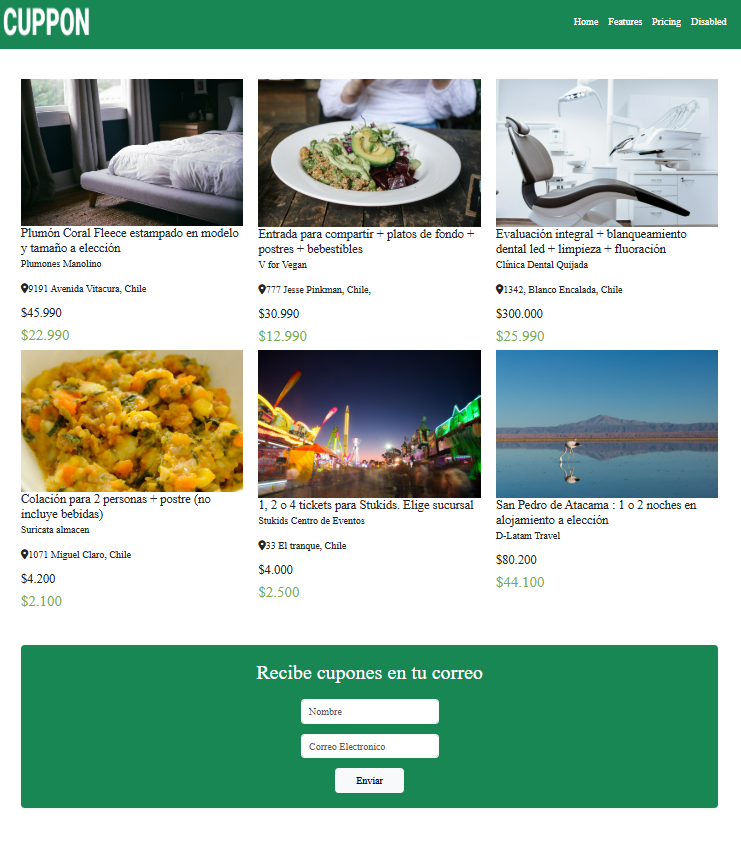 CUPPON
Home Features Pricing Disabled
Plumón Coral Fleece estampado en modelo
y tamaño a elección
Plumones Manolino
9191 Avenida Vitacura, Chile
$45.990
$22.990
Entrada para compartir + platos de fondo +
postres + bebestibles
V for Vegan
777 Jesse Pinkman, Chile,
$30.990
$12.990
Evaluación integral + blanqueamiento
dental led + limpieza + fluoración
Clínica Dental Quijada
1342, Blanco Encalada, Chile
$300.000
$25.990
Colación para 2 personas + postre (no
incluye bebidas)
Suricata almacen
1071 Miguel Claro, Chile
$4.200
$2.100
1, 2 o 4 tickets para Stukids. Elige sucursal
Stukids Centro de Eventos
33 El tranque, Chile
$4.000
$2.500
San Pedro de Atacama : 1 o 2 noches en
alojamiento a elección
D-Latam Travel
$80.200
$44.100
Recibe cupones en tu correo
Nombre
Correo Electronico
Enviar